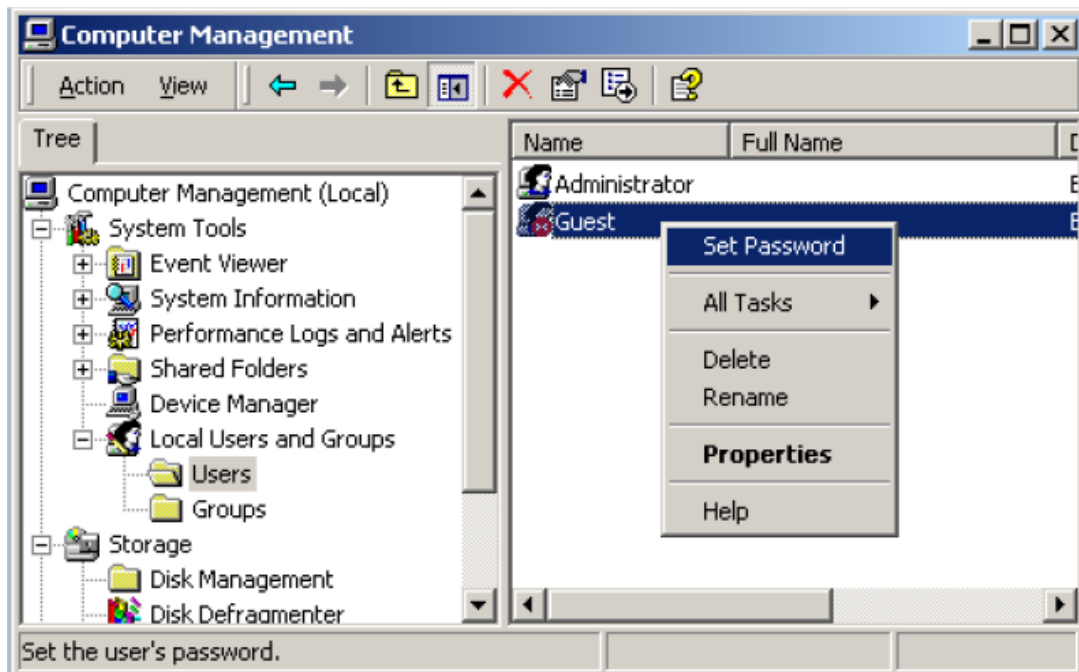 Computer Management
Action View
Tree
Computer Management (Local)
System Tools
Event Viewer
System Information
Performance Logs and Alerts
Shared Folders
Device Manager
Local Users and Groups
Users
Groups
Storage
Disk Management
Disk Defragmenter
Name Full Name
Administrator
Guest
Set Password
All Tasks
Delete
Rename
Properties
Help
Set the user's password.